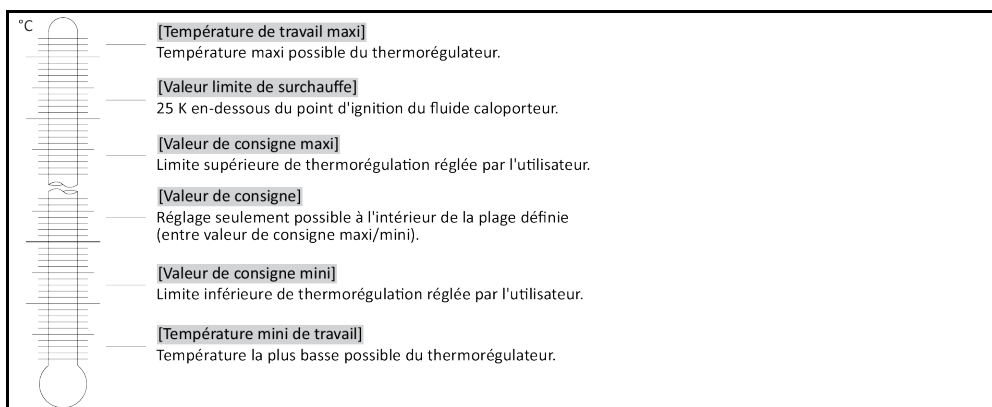 °C
[Température de travail maxi]
Température maxi possible du thermorégulateur.
[Valeur limite de surchauffe]
25 K en-dessous du point d'ignition du fluide caloporteur.
[Valeur de consigne maxi]
Limite supérieure de thermorégulation réglée par l'utilisateur.
[Valeur de consigne]
Réglage seulement possible à l'intérieur de la plage définie
(entre valeur de consigne maxi/mini).
[Valeur de consigne mini]
Limite inférieure de thermorégulation réglée par l'utilisateur.
[Température mini de travail]
Température la plus basse possible du thermorégulateur.